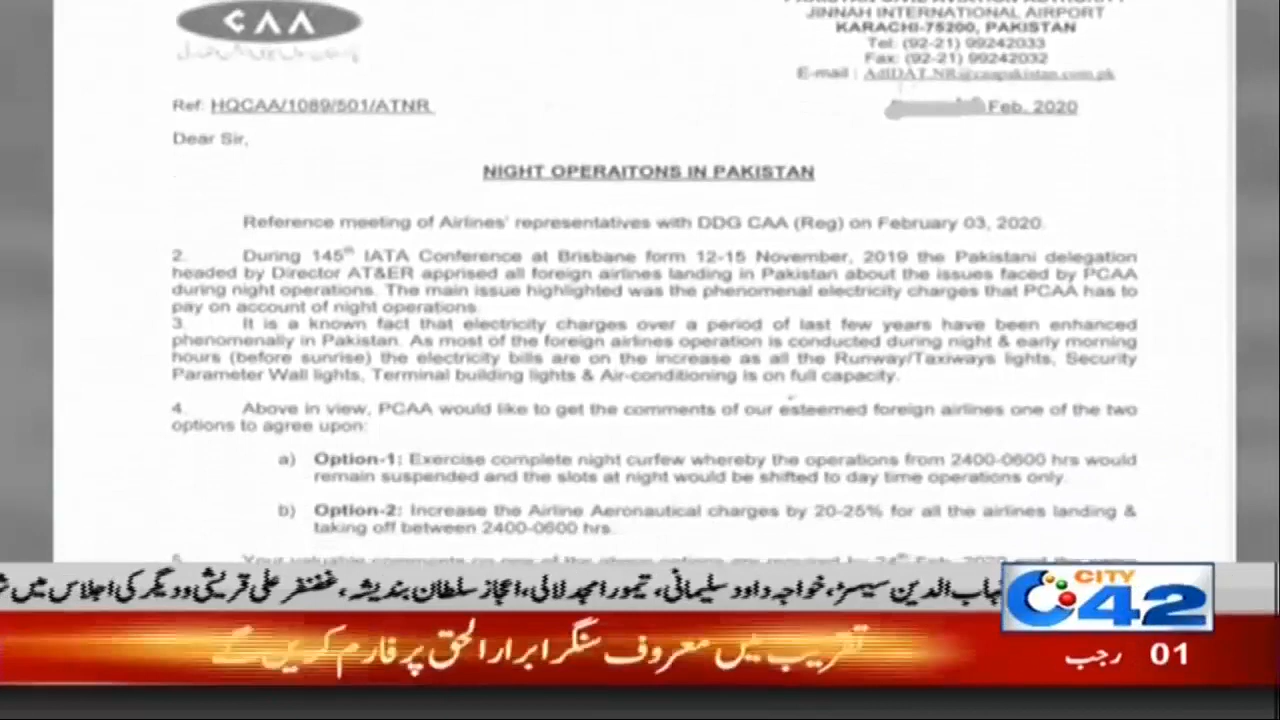 CAA
JINNAH INTERNATIONAL AIRPORT
KARACHI-75200, PAKISTAN
Tel: (92-21) 99242033
Fax: (92-21) 99242032
E-mail : AdIDAT.NR@caapakistan.com.pk
Ref: HQCAA/1089/501/ATNR
Feb, 2020
Dear Sir,
NIGHT OPERAITONS IN PAKISTAN
Reference meeting of Airlines' representatives with DDG CAA (Reg) on February 03, 2020.
2. During 145th IATA Conference at Brisbane form 12-15 November, 2019 the Pakistani delegation
headed by Director AT&ER apprised all foreign airlines landing in Pakistan about the issues faced by PCAA
during night operations. The main issue highlighted was the phenomenal electricity charges that PCAA has to
pay on account of night operations.
3. It is a known fact that electricity charges over a period of last few years have been enhanced
phenomenally in Pakistan. As most of the foreign airlines operation is conducted during night & early morning
hours (before sunrise) the electricity bills are on the increase as all the Runway/Taxiways lights, Security
Parameter Wall lights, Terminal building lights & Air-conditioning is on full capacity.
4. Above in view, PCAA would like to get the comments of our esteemed foreign airlines one of the two
options to agree upon:
a) Option-1: Exercise complete night curfew whereby the operations from 2400-0600 hrs would
remain suspended and the slots at night would be shifted to day time operations only.
b) Option-2: Increase the Airline Aeronautical charges by 20-25% for all the airlines landing &
taking off between 2400-0600 hrs.
الدین سیسز، خواجہ داود سلیمانی، تیمور امجد لالی، اعجاز سلطان بندیشہ، غضنفر علی قریشی ودیگر کی اجلاس میں
CITY
42
تقریب میں معروف سنگر ابرارالحق پرفارم کریں گے
01 رجب